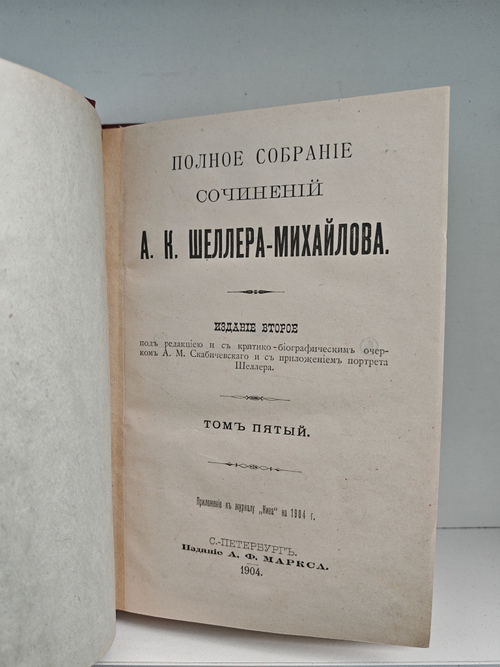 ПОЛНОЕ СОБРАНІЕ
СОЧИНЕНІЙ
А. К. ШЕЛЛЕРА-МИХАЙЛОВА.
ИЗДАНІЕ ВТОРОЕ
подъ редакціею и съ критико-біографическимъ очер-
комъ А. М. Скабичевскаго и съ приложеніемъ портрета
Шеллера.
ТОМЪ ПЯТЫЙ.
Приложеніе къ журналу „Нива“ на 1904 г.
С.-ПЕТЕРБУРГЪ.
Изданіе А. Ф. МАРКСА.
1904.